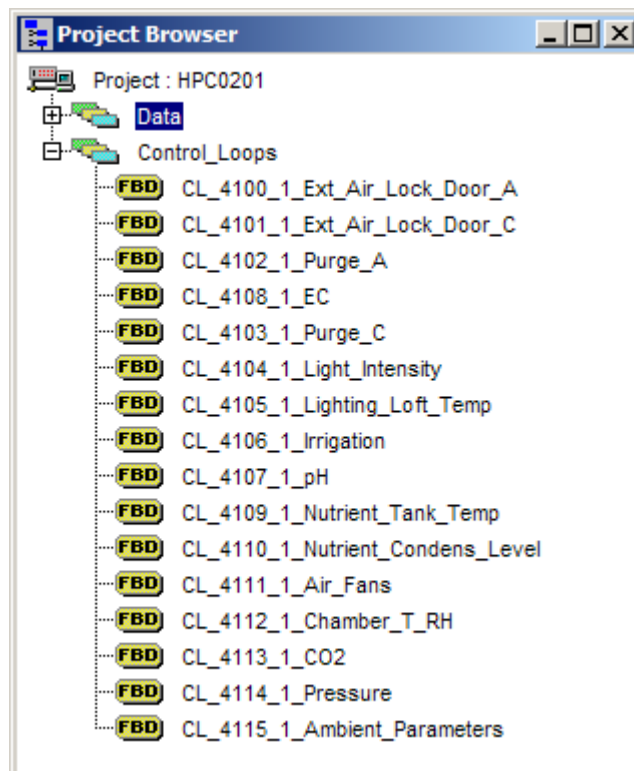 Project Browser
Project : HPC0201
Data
Control_Loops
FBD CL_4100_1_Ext_Air_Lock_Door_A
FBD CL_4101_1_Ext_Air_Lock_Door_C
FBD CL_4102_1_Purge_A
FBD CL_4108_1_EC
FBD CL_4103_1_Purge_C
FBD CL_4104_1_Light_Intensity
FBD CL_4105_1_Lighting_Loft_Temp
FBD CL_4106_1_Irrigation
FBD CL_4107_1_pH
FBD CL_4109_1_Nutrient_Tank_Temp
FBD CL_4110_1_Nutrient_Condens_Level
FBD CL_4111_1_Air_Fans
FBD CL_4112_1_Chamber_T_RH
FBD CL_4113_1_CO2
FBD CL_4114_1_Pressure
FBD CL_4115_1_Ambient_Parameters